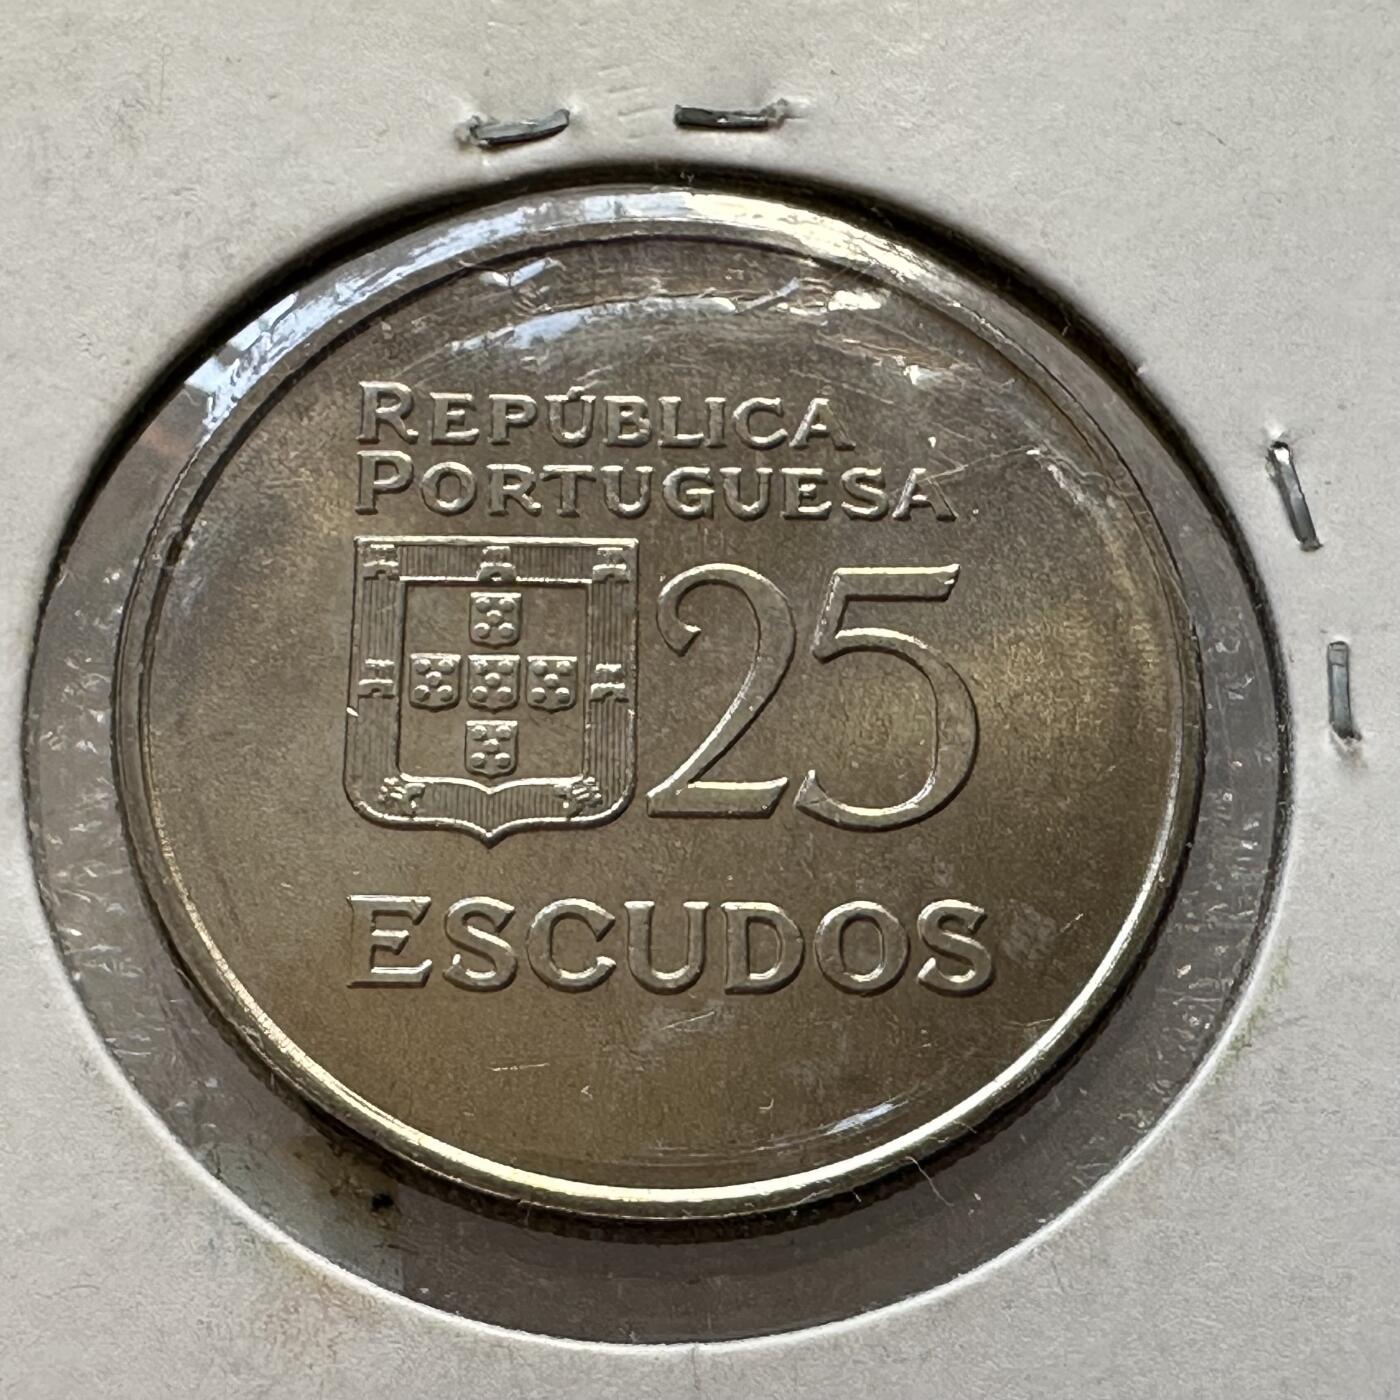 REPÚBLICA
PORTUGUESA
25
ESCUDOS